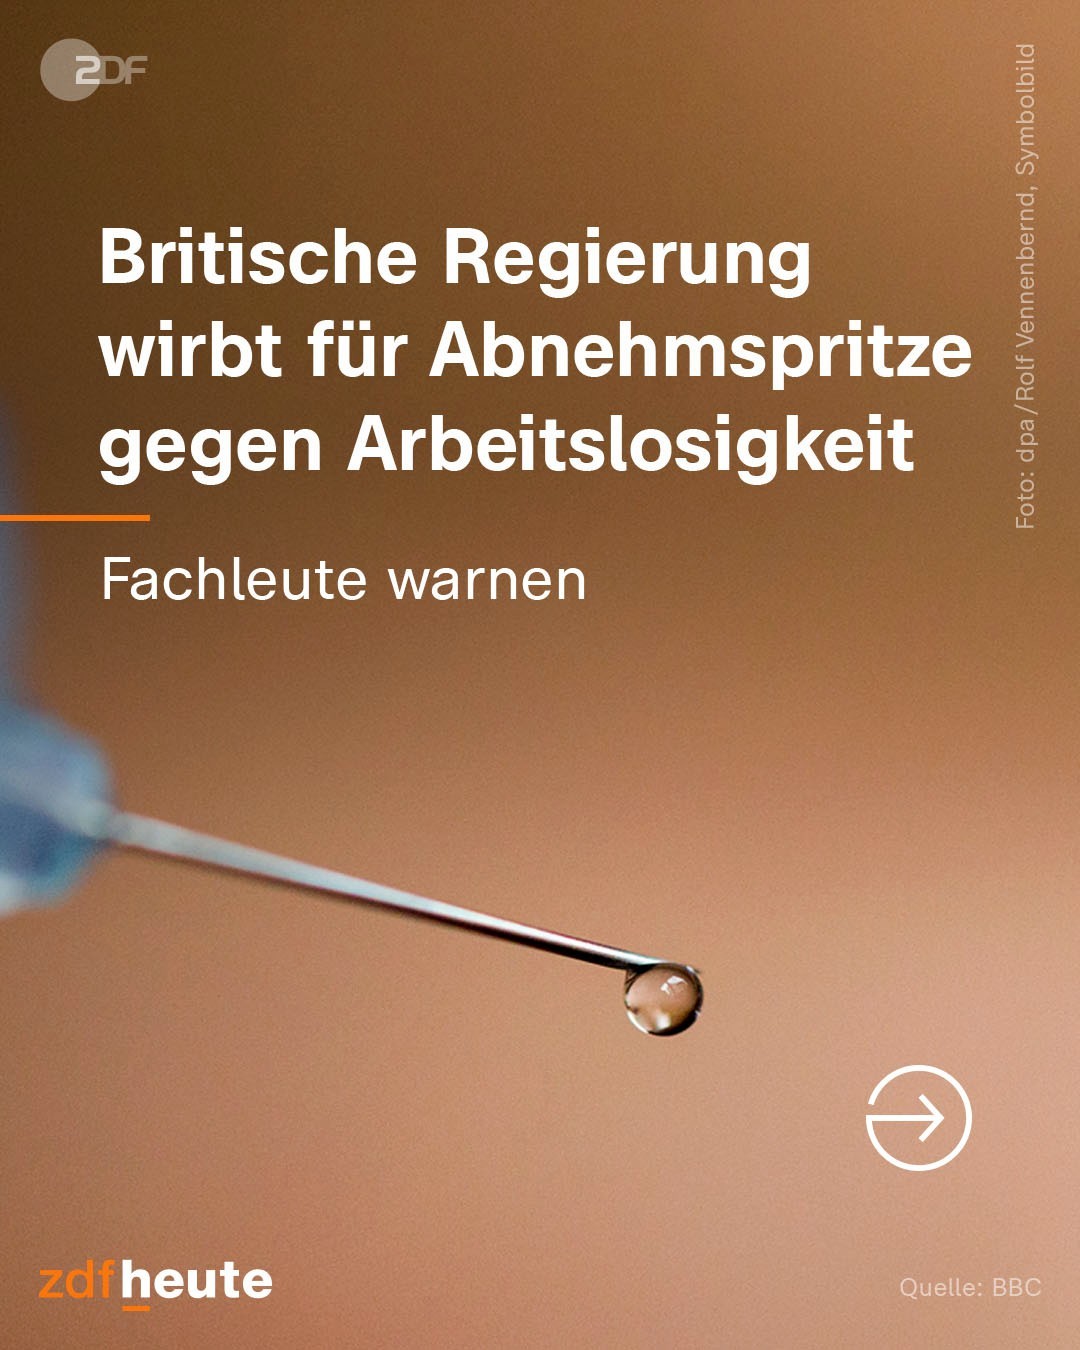 ZDF
Foto: dpa/Rolf Vennenbernd, Symbolbild
Britische Regierung
wirbt für Abnehmspritze
gegen Arbeitslosigkeit
Fachleute warnen
zdfheute
Quelle: BBC